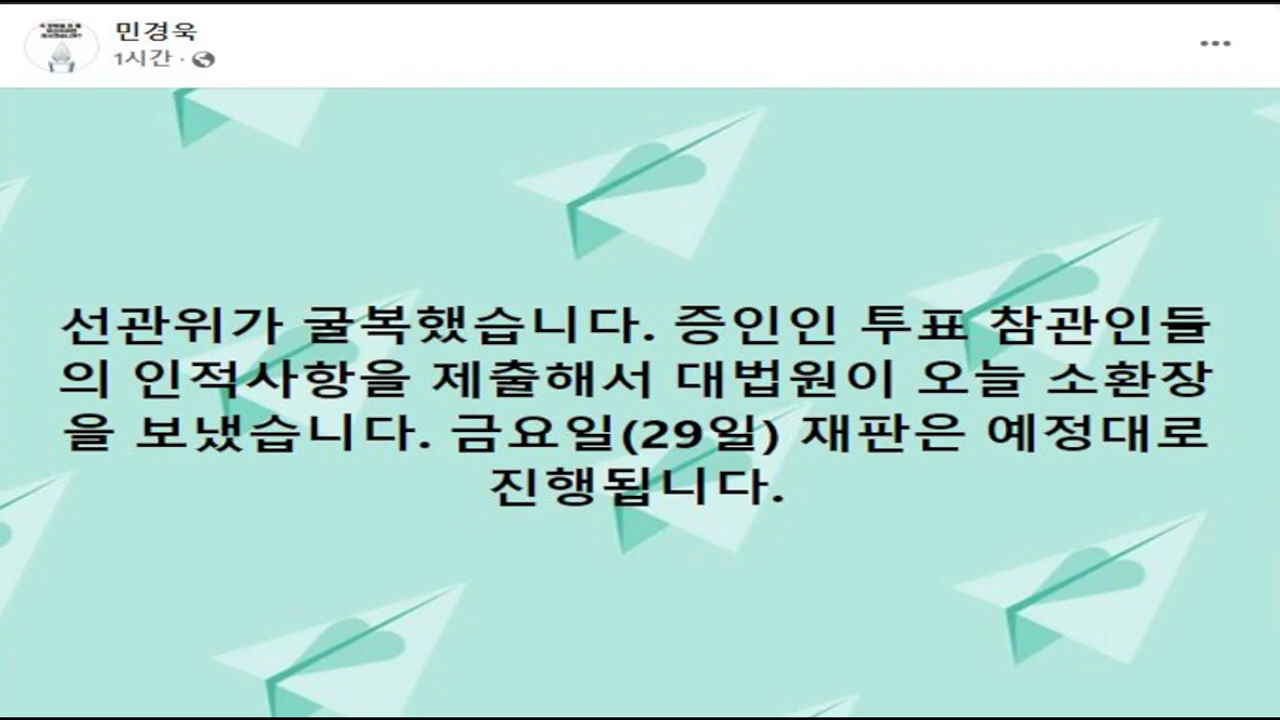 민경욱
1시간 ·
선관위가 굴복했습니다. 증인인 투표 참관인들
의 인적사항을 제출해서 대법원이 오늘 소환장
을 보냈습니다. 금요일(29일) 재판은 예정대로
진행됩니다.